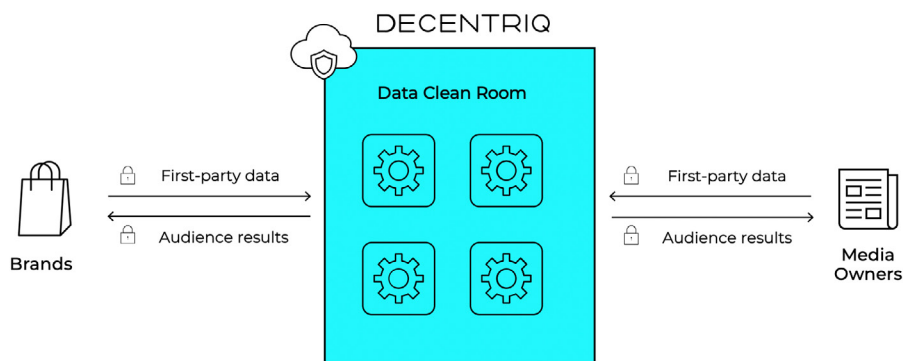 DECENTRIQ
Data Clean Room
First-party data
First-party data
Audience results
Audience results
Brands
Media
Owners